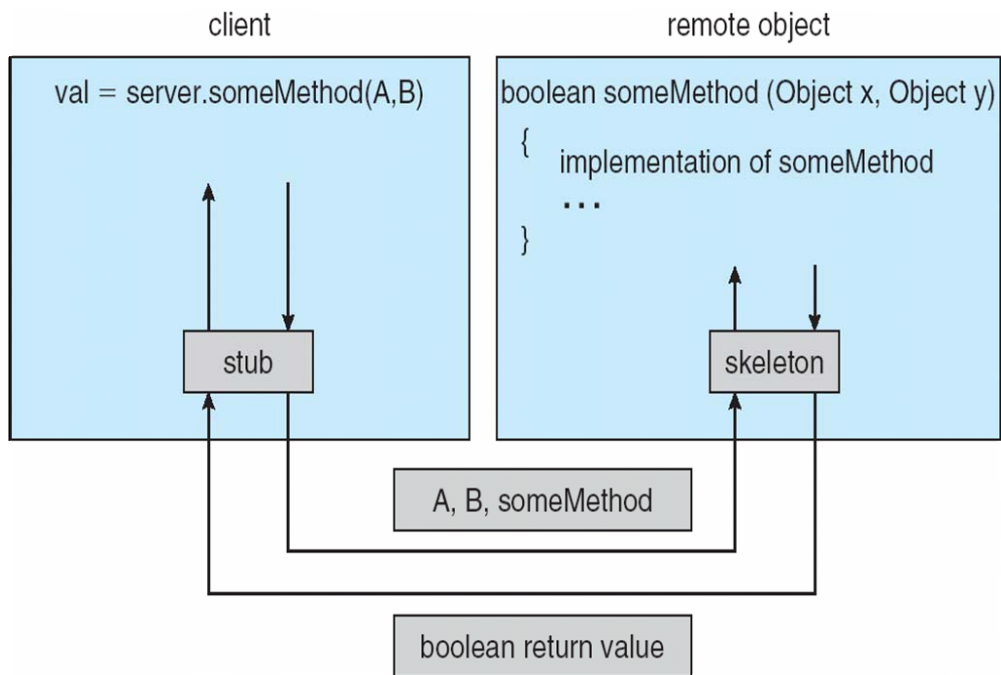 client
val = server.someMethod(A,B)
stub
remote object
boolean someMethod (Object x, Object y)
{
implementation of someMethod
...
}
skeleton
A, B, someMethod
boolean return value